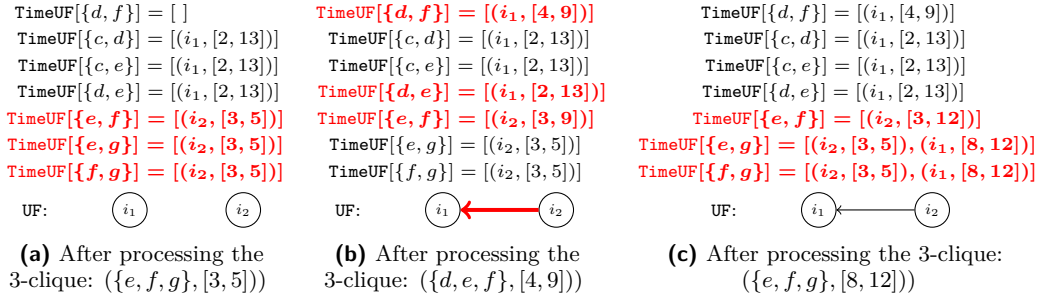 TimeUF[{d, f}] = [ ]
TimeUF[{c, d}] = [(i₁, [2, 13])]
TimeUF[{c, e}] = [(i₁, [2, 13])]
TimeUF[{d, e}] = [(i₁, [2, 13])]
TimeUF[{e, f}] = [(i₂, [3, 5])]
TimeUF[{e, g}] = [(i₂, [3, 5])]
TimeUF[{f, g}] = [(i₂, [3, 5])]
UF: i₁ i₂
(a) After processing the
3-clique: ({e, f, g}, [3, 5]))
TimeUF[{d, f}] = [(i₁, [4, 9])]
TimeUF[{c, d}] = [(i₁, [2, 13])]
TimeUF[{c, e}] = [(i₁, [2, 13])]
TimeUF[{d, e}] = [(i₁, [2, 13])]
TimeUF[{e, f}] = [(i₂, [3, 9])]
TimeUF[{e, g}] = [(i₂, [3, 5])]
TimeUF[{f, g}] = [(i₂, [3, 5])]
UF: i₁ i₂
(b) After processing the
3-clique: ({d, e, f}, [4, 9]))
TimeUF[{d, f}] = [(i₁, [4, 9])]
TimeUF[{c, d}] = [(i₁, [2, 13])]
TimeUF[{c, e}] = [(i₁, [2, 13])]
TimeUF[{d, e}] = [(i₁, [2, 13])]
TimeUF[{e, f}] = [(i₂, [3, 12])]
TimeUF[{e, g}] = [(i₂, [3, 5]), (i₁, [8, 12])]
TimeUF[{f, g}] = [(i₂, [3, 5]), (i₁, [8, 12])]
UF: i₁ i₂
(c) After processing the 3-clique:
({e, f, g}, [8, 12]))